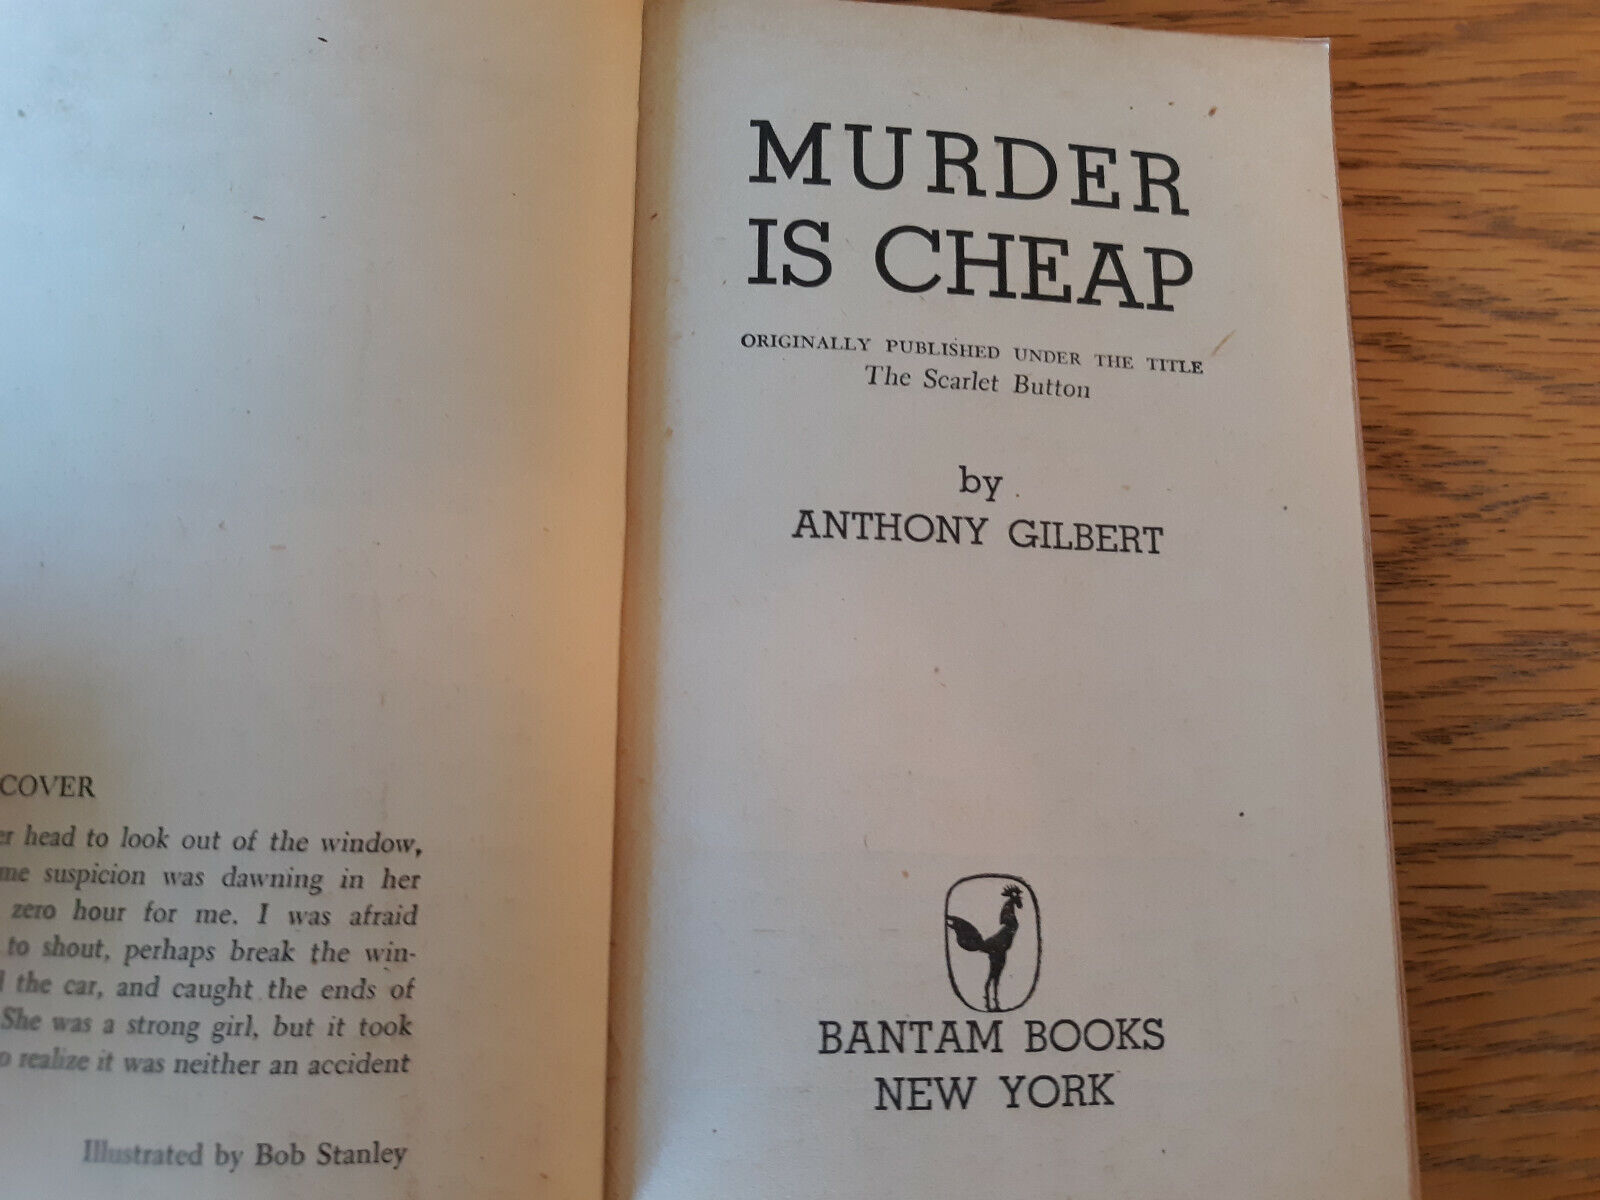 COVER
head to look out of the window,
suspicion was dawning in her
zero hour for me. I was afraid
to shout, perhaps break the win-
the car, and caught the ends of
She was a strong girl, but it took
realize it was neither an accident
Illustrated by Bob Stanley
MURDER
IS CHEAP
ORIGINALLY PUBLISHED UNDER THE TITLE
The Scarlet Button
by
ANTHONY GILBERT
BANTAM BOOKS
NEW YORK